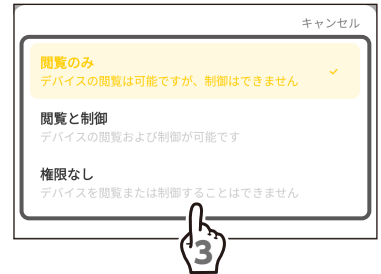 キャンセル
閲覧のみ
デバイスの閲覧は可能ですが、制御はできません
閲覧と制御
デバイスの閲覧および制御が可能です
権限なし
デバイスを閲覧または制御することはできません
3